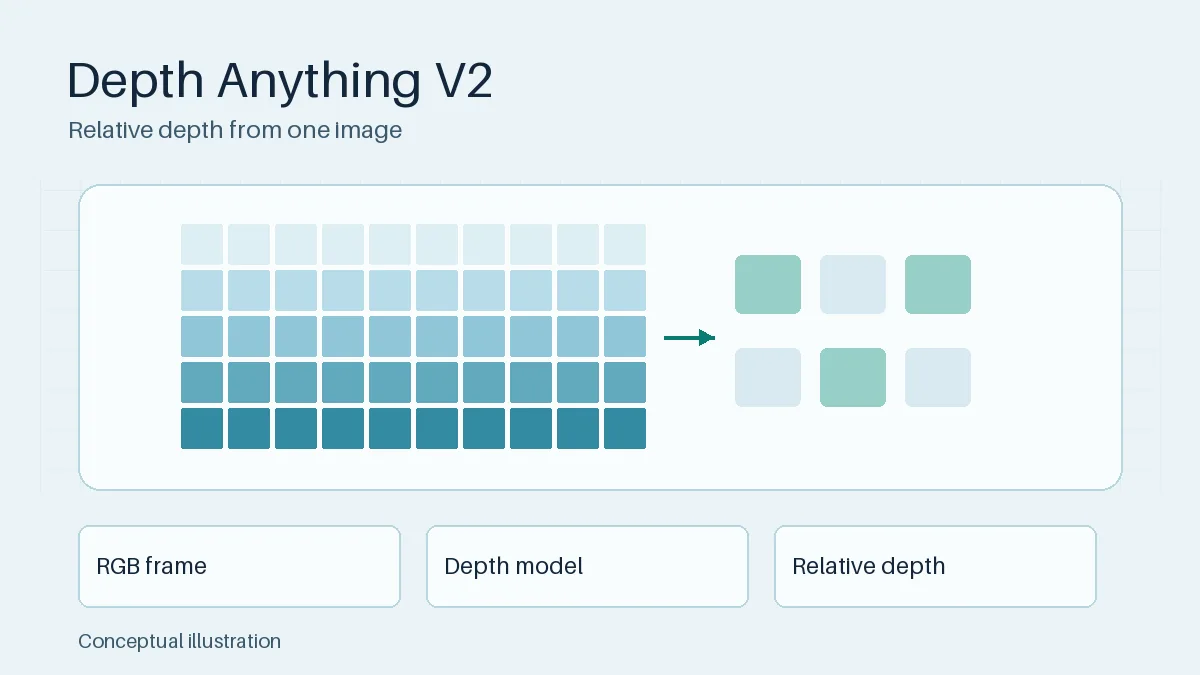 Depth Anything V2
Relative depth from one image
RGB frame
Depth model
Relative depth
Conceptual illustration